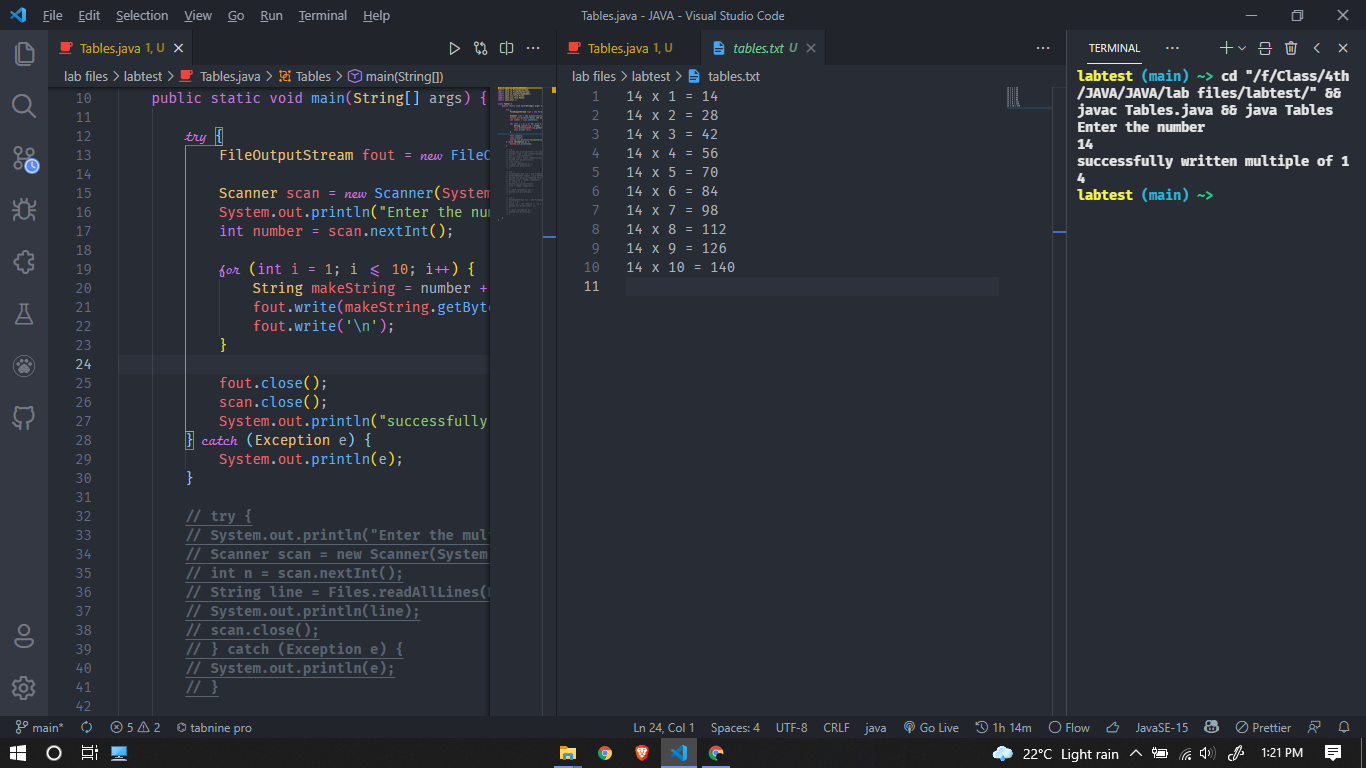 File Edit Selection View Go Run Terminal Help
Tables.java - JAVA - Visual Studio Code
Tables.java 1, U
lab files > labtest > Tables.java > Tables > main(String[])
10 public static void main(String[] args) {
11
12 try {
13 FileOutputStream fout = new FileO
14
15 Scanner scan = new Scanner(System
16 System.out.println("Enter the num
17 int number = scan.nextInt();
18
19 for (int i = 1; i <= 10; i++) {
20 String makeString = number +
21 fout.write(makeString.getByte
22 fout.write('\n');
23 }
24
25 fout.close();
26 scan.close();
27 System.out.println("successfully
28 } catch (Exception e) {
29 System.out.println(e);
30 }
31
32 // try {
33 // System.out.println("Enter the mul
34 // Scanner scan = new Scanner(System
35 // int n = scan.nextInt();
36 // String line = Files.readAllLines(
37 // System.out.println(line);
38 // scan.close();
39 // } catch (Exception e) {
40 // System.out.println(e);
41 // }
42
Tables.java 1, U
tables.txt U
lab files > labtest > tables.txt
1 14 x 1 = 14
2 14 x 2 = 28
3 14 x 3 = 42
4 14 x 4 = 56
5 14 x 5 = 70
6 14 x 6 = 84
7 14 x 7 = 98
8 14 x 8 = 112
9 14 x 9 = 126
10 14 x 10 = 140
11
TERMINAL
labtest (main) ~> cd "/f/Class/4th
/JAVA/JAVA/lab files/labtest/" &&
javac Tables.java && java Tables
Enter the number
14
successfully written multiple of 1
4
labtest (main) ~>
main* 5 2 tabnine pro
Ln 24, Col 1 Spaces: 4 UTF-8 CRLF java Go Live 1h 14m Flow JavaSE-15 Prettier
22°C Light rain 1:21 PM